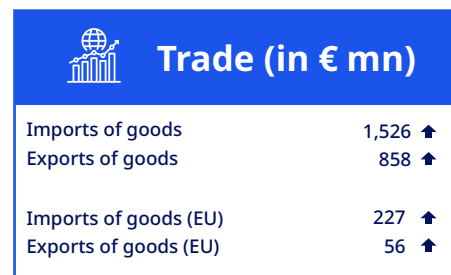 Trade (in € mn)
Imports of goods 1,526
Exports of goods 858
Imports of goods (EU) 227
Exports of goods (EU) 56